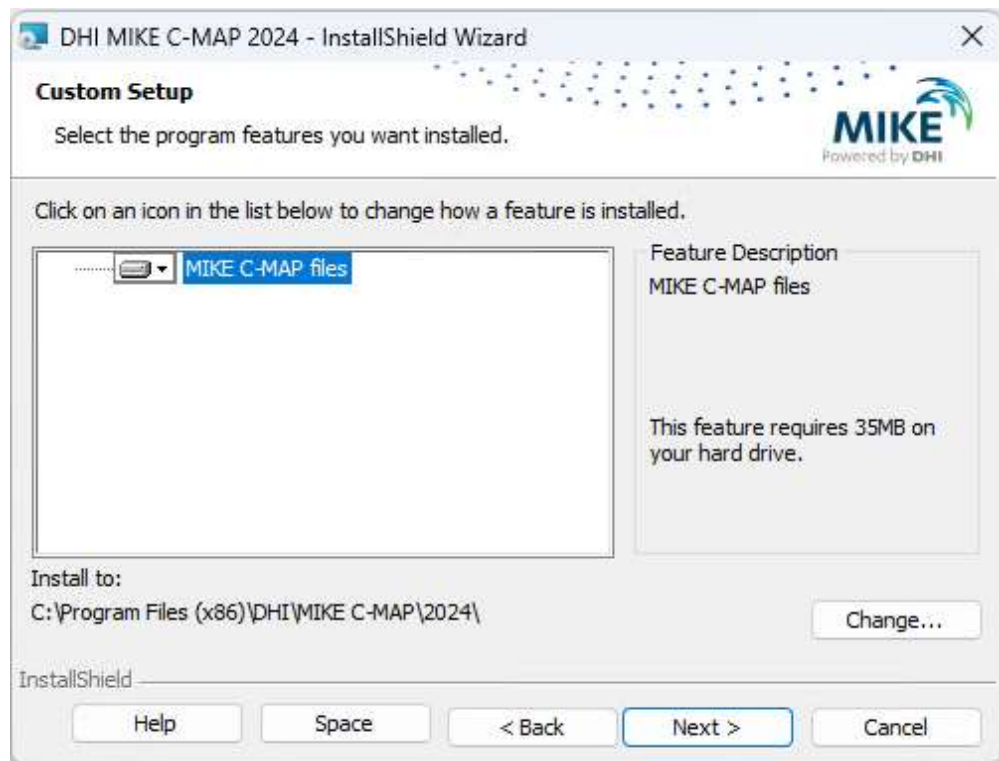 DHI MIKE C-MAP 2024 - InstallShield Wizard
Custom Setup
Select the program features you want installed.
MIKE
Powered by DHI
Click on an icon in the list below to change how a feature is installed.
MIKE C-MAP files
Feature Description
MIKE C-MAP files
This feature requires 35MB on
your hard drive.
Install to:
C:\Program Files (x86)\DHI\MIKE C-MAP\2024\
Change...
InstallShield
Help
Space
< Back
Next >
Cancel